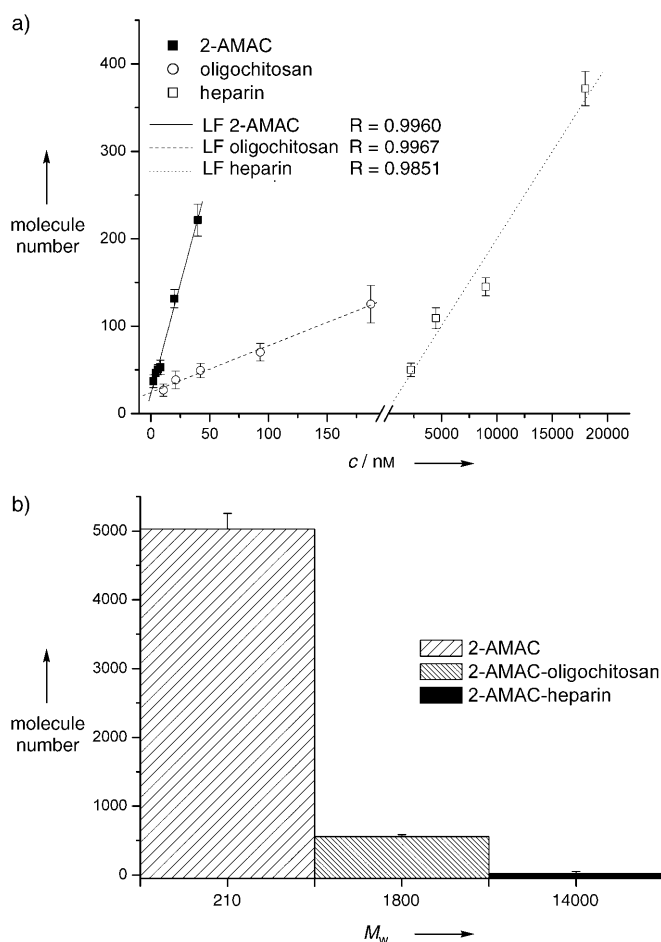 a)
2-AMAC
oligochitosan
heparin
LF 2-AMAC R = 0.9960
LF oligochitosan R = 0.9967
LF heparin R = 0.9851
400
300
200
100
0
molecule
number
0 50 100 150 5000 10000 15000 20000
c / nM
b)
5000
4000
3000
2000
1000
0
molecule
number
2-AMAC
2-AMAC-oligochitosan
2-AMAC-heparin
210 1800 14000
Mw